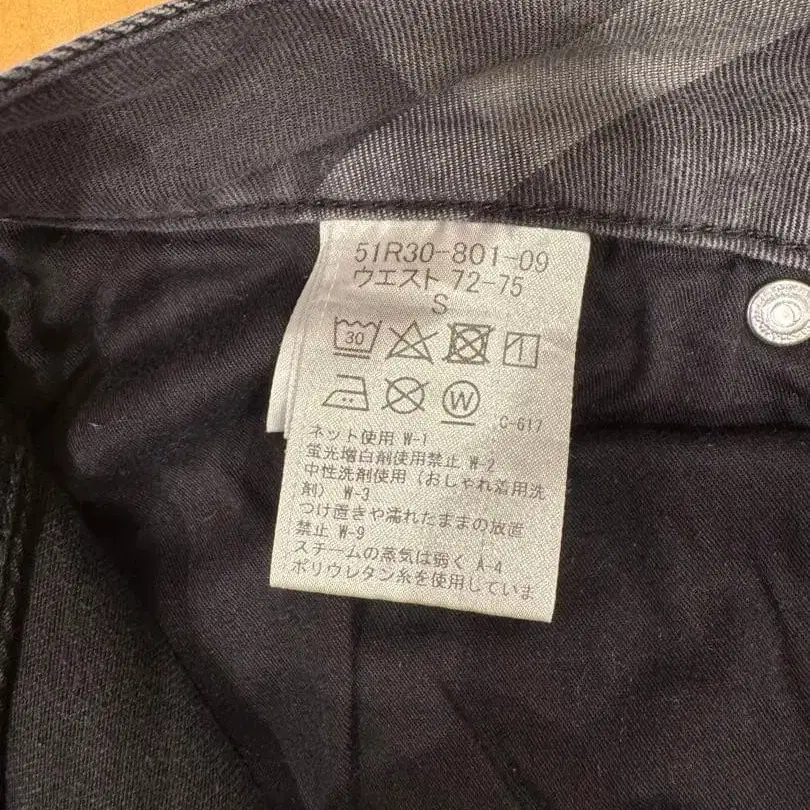 51R30-801-09
ウエスト 72-75
S
30
W
C-617
ネット使用 W-1
蛍光増白剤使用禁止 W-2
中性洗剤使用（おしゃれ着用洗
剤） W-3
つけ置きや濡れたままの放置
禁止 W-9
スチームの蒸気は弱く A-4
ポリウレタン糸を使用していま